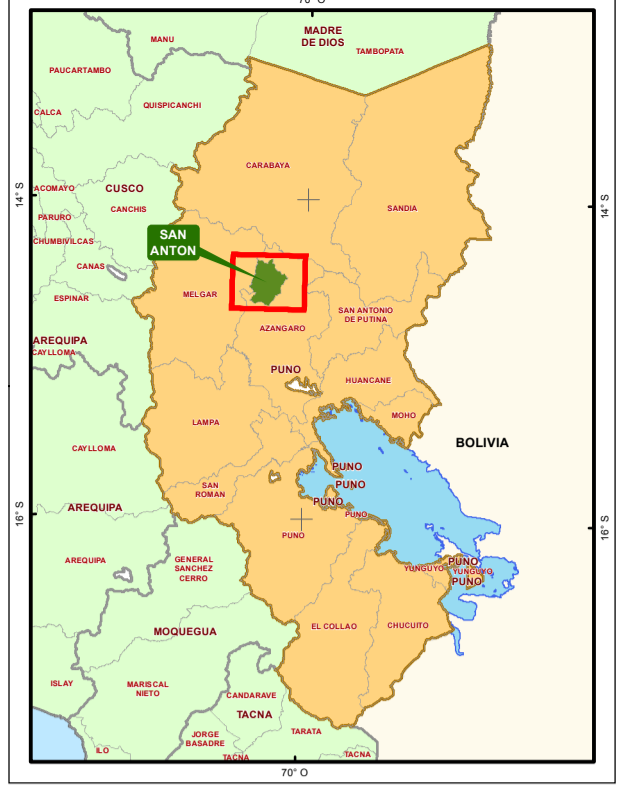 70° O
MADRE
DE DIOS
MANU
TAMBOPATA
PAUCARTAMBO
QUISPICANCHI
CALCA
CARABAYA
14° S
14° S
ACOMAYO
CUSCO
SANDIA
CANCHIS
PARURO
SAN
ANTON
CHUMBIVILCAS
CANAS
MELGAR
ESPINAR
SAN ANTONIO
DE PUTINA
AZANGARO
AREQUIPA
CAYLLOMA
PUNO
HUANCANE
MOHO
LAMPA
BOLIVIA
CAYLLOMA
PUNO
SAN
ROMAN
PUNO
PUNO
AREQUIPA
PUNO
16° S
16° S
PUNO
AREQUIPA
GENERAL
SANCHEZ
CERRO
PUNO
YUNGUYO
YUNGUYO
PUNO
MOQUEGUA
EL COLLAO
CHUCUITO
ISLAY
MARISCAL
NIETO
CANDARAVE
TACNA
JORGE
BASADRE
TARATA
ILO
TACNA
TACNA
70° O